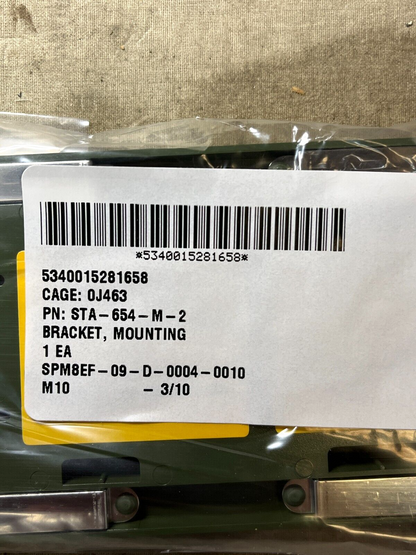 *5340015281658*
5340015281658
CAGE: 0J463
PN: STA-654-M-2
BRACKET, MOUNTING
1 EA
SPM8EF-09-D-0004-0010
M10 - 3/10